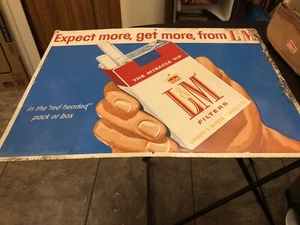 Expect more, get more, from L&M
THE MIRACLE TIP
in the "red headed"
pack or box
L&M
FILTERS